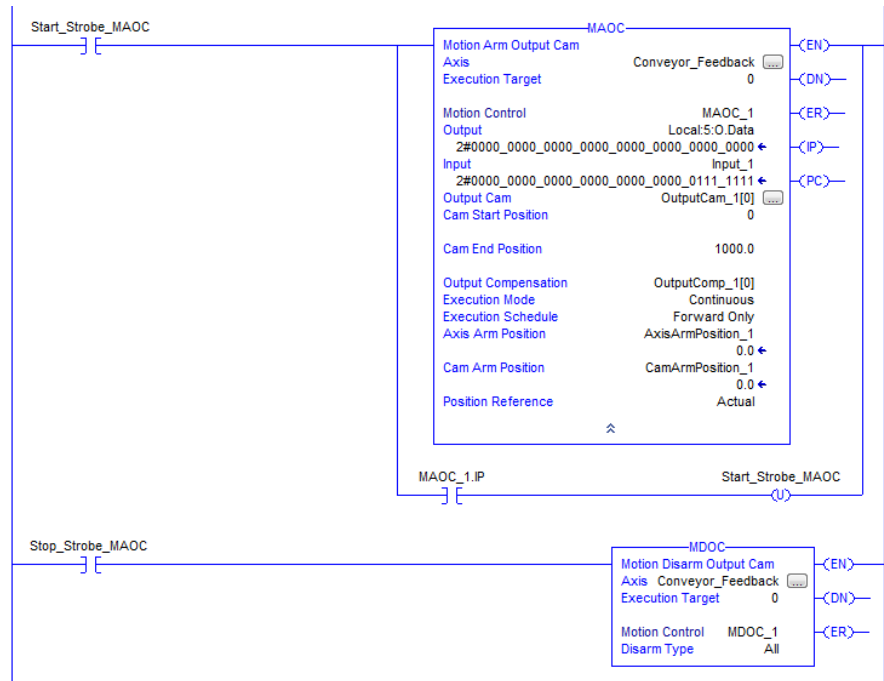 Start_Strobe_MAOC
MAOC
Motion Arm Output Cam
(EN)
Axis Conveyor_Feedback ...
Execution Target 0
(DN)
Motion Control MAOC_1
(ER)
Output Local:5:O.Data
2#0000_0000_0000_0000_0000_0000_0000_0000
(IP)
Input Input_1
2#0000_0000_0000_0000_0000_0000_0111_1111
(PC)
Output Cam OutputCam_1[0] ...
Cam Start Position 0
Cam End Position 1000.0
Output Compensation OutputComp_1[0]
Execution Mode Continuous
Execution Schedule Forward Only
Axis Arm Position AxisArmPosition_1
0.0
Cam Arm Position CamArmPosition_1
0.0
Position Reference Actual
MAOC_1.IP Start_Strobe_MAOC
(U)
Stop_Strobe_MAOC
MDOC
Motion Disarm Output Cam
(EN)
Axis Conveyor_Feedback ...
Execution Target 0
(DN)
Motion Control MDOC_1
(ER)
Disarm Type All